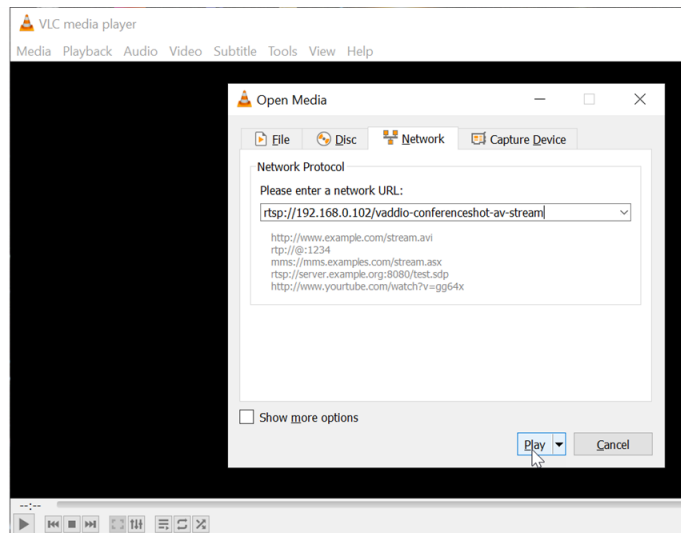 VLC media player
Media Playback Audio Video Subtitle Tools View Help
Open Media
File Disc Network Capture Device
Network Protocol
Please enter a network URL:
rtsp://192.168.0.102/vaddio-conferenceshot-av-stream
http://www.example.com/stream.avi
rtp://@:1234
mms://mms.examples.com/stream.asx
rtsp://server.example.org:8080/test.sdp
http://www.yourtube.com/watch?v=gg64x
Show more options
Play Cancel
--:--